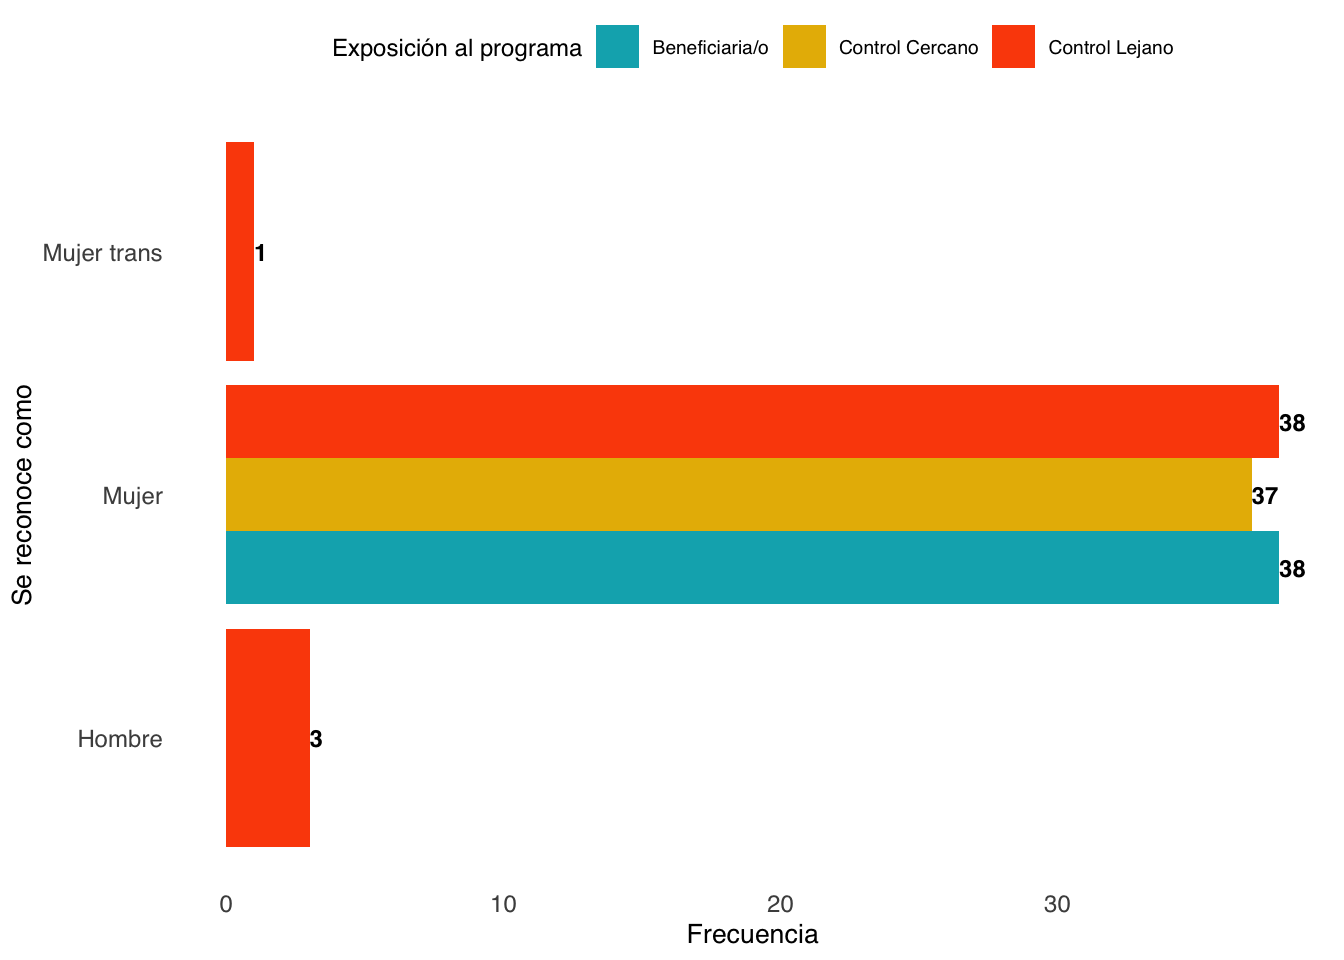 Exposición al programa Beneficiaria/o Control Cercano Control Lejano
Mujer trans
1
Se reconoce como
38
Mujer
37
38
Hombre
3
0 10 20 30
Frecuencia